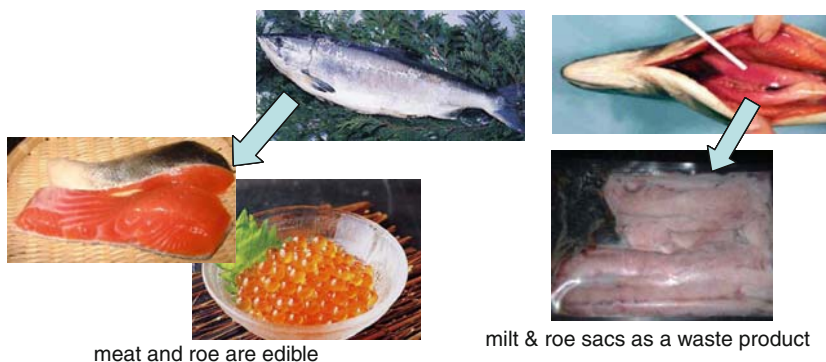 meat and roe are edible
milt & roe sacs as a waste product